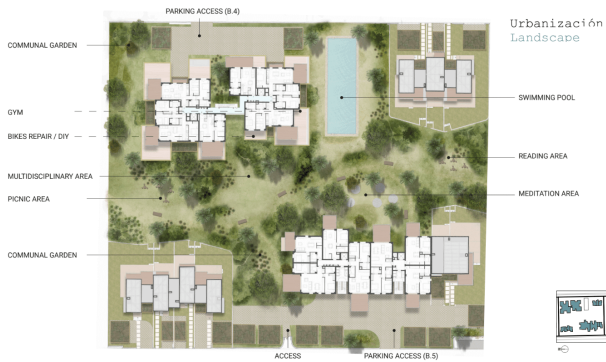 PARKING ACCESS (B.4)
Urbanización
Landscape
COMMUNAL GARDEN
SWIMMING POOL
GYM
BIKES REPAIR / DIY
READING AREA
MULTIDISCIPLINARY AREA
MEDITATION AREA
PICNIC AREA
COMMUNAL GARDEN
ACCESS
PARKING ACCESS (B.5)